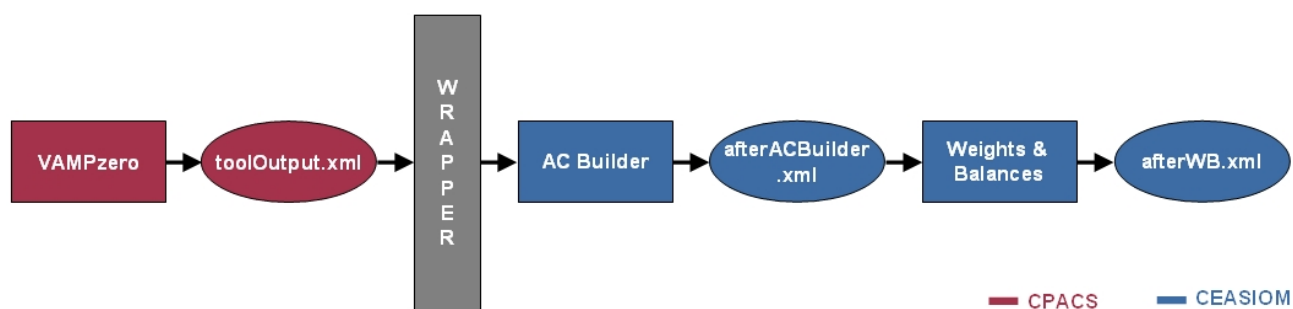 VAMPzero
toolOutput.xml
W
R
A
P
P
E
R
AC Builder
afterACBuilder
.xml
Weights &
Balances
afterWB.xml
CPACS
CEASIOM